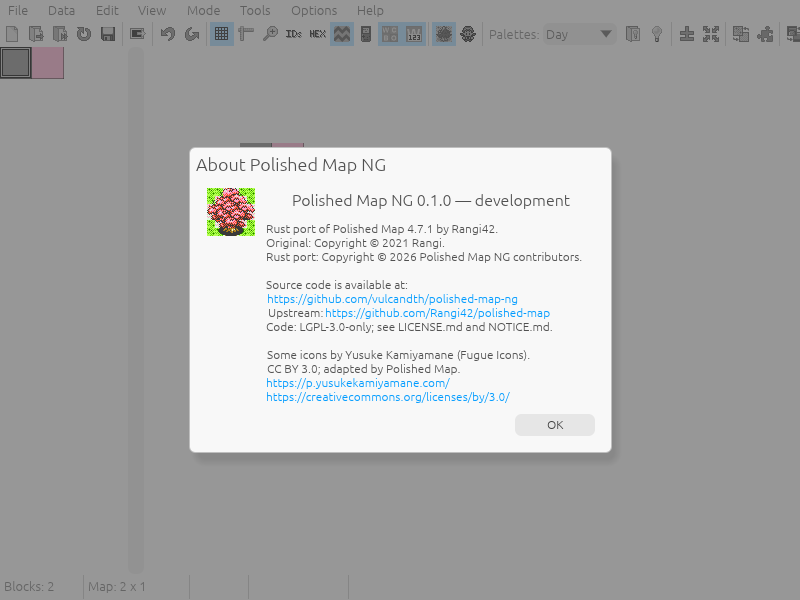 File Data Edit View Mode Tools Options Help
IDs HEX 123 Palettes: Day
About Polished Map NG
Polished Map NG 0.1.0 — development
Rust port of Polished Map 4.7.1 by Rangi42.
Original: Copyright © 2021 Rangi.
Rust port: Copyright © 2026 Polished Map NG contributors.
Source code is available at:
https://github.com/vulcandth/polished-map-ng
Upstream: https://github.com/Rangi42/polished-map
Code: LGPL-3.0-only; see LICENSE.md and NOTICE.md.
Some icons by Yusuke Kamiyamane (Fugue Icons).
CC BY 3.0; adapted by Polished Map.
https://p.yusukekamiyamane.com/
https://creativecommons.org/licenses/by/3.0/
OK
Blocks: 2 Map: 2 x 1